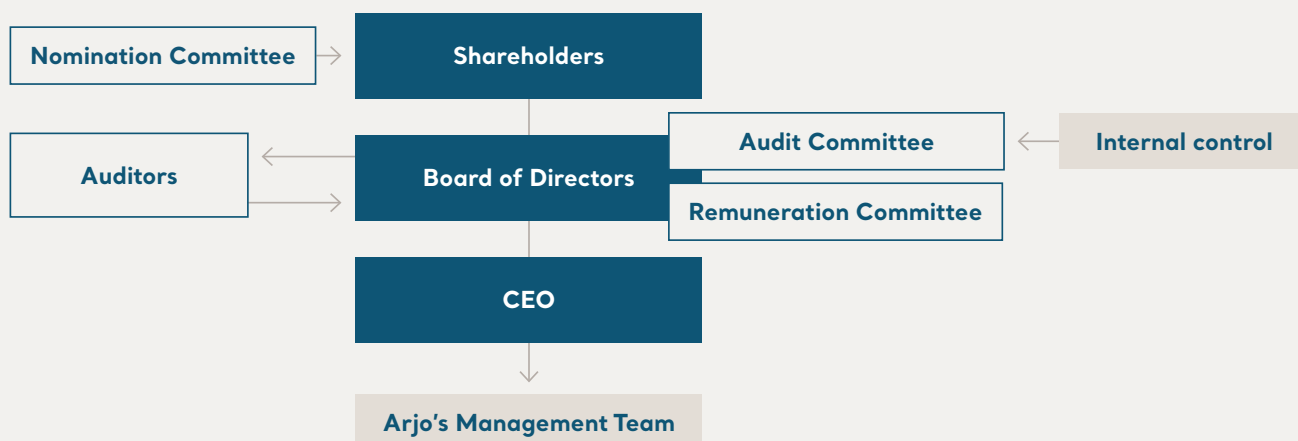 Nomination Committee
Shareholders
Auditors
Board of Directors
Audit Committee
Internal control
Remuneration Committee
CEO
Arjo's Management Team